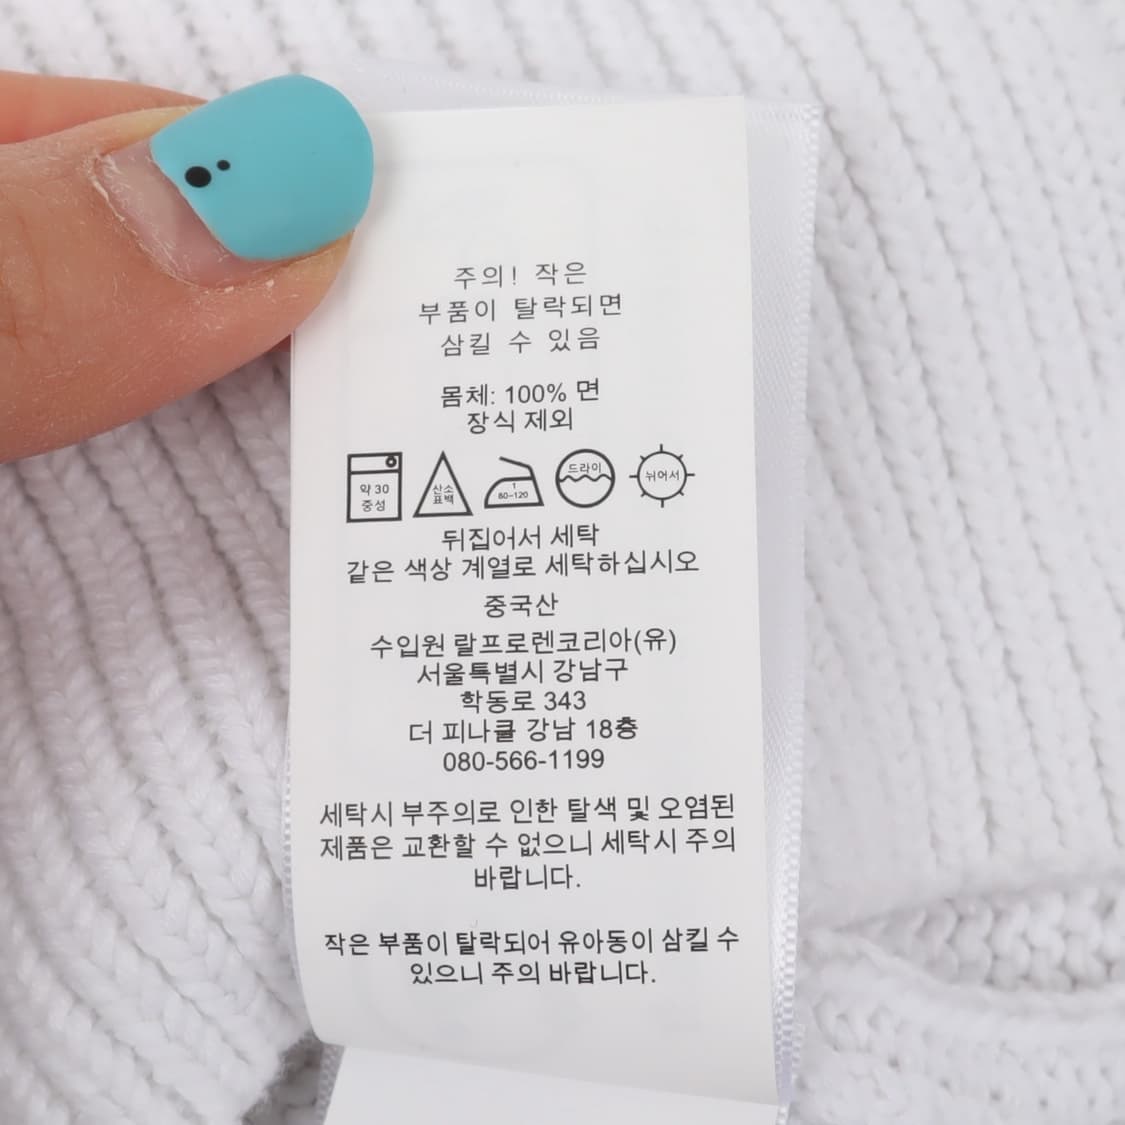 주의! 작은
부품이 탈락되면
삼킬 수 있음
몸체: 100% 면
장식 제외
약 30
중성
산소
표백
1
80~120
드라이
뉘어서
뒤집어서 세탁
같은 색상 계열로 세탁하십시오
중국산
수입원 랄프로렌코리아(유)
서울특별시 강남구
학동로 343
더 피나클 강남 18층
080-566-1199
세탁시 부주의로 인한 탈색 및 오염된
제품은 교환할 수 없으니 세탁시 주의
바랍니다.
작은 부품이 탈락되어 유아동이 삼킬 수
있으니 주의 바랍니다.